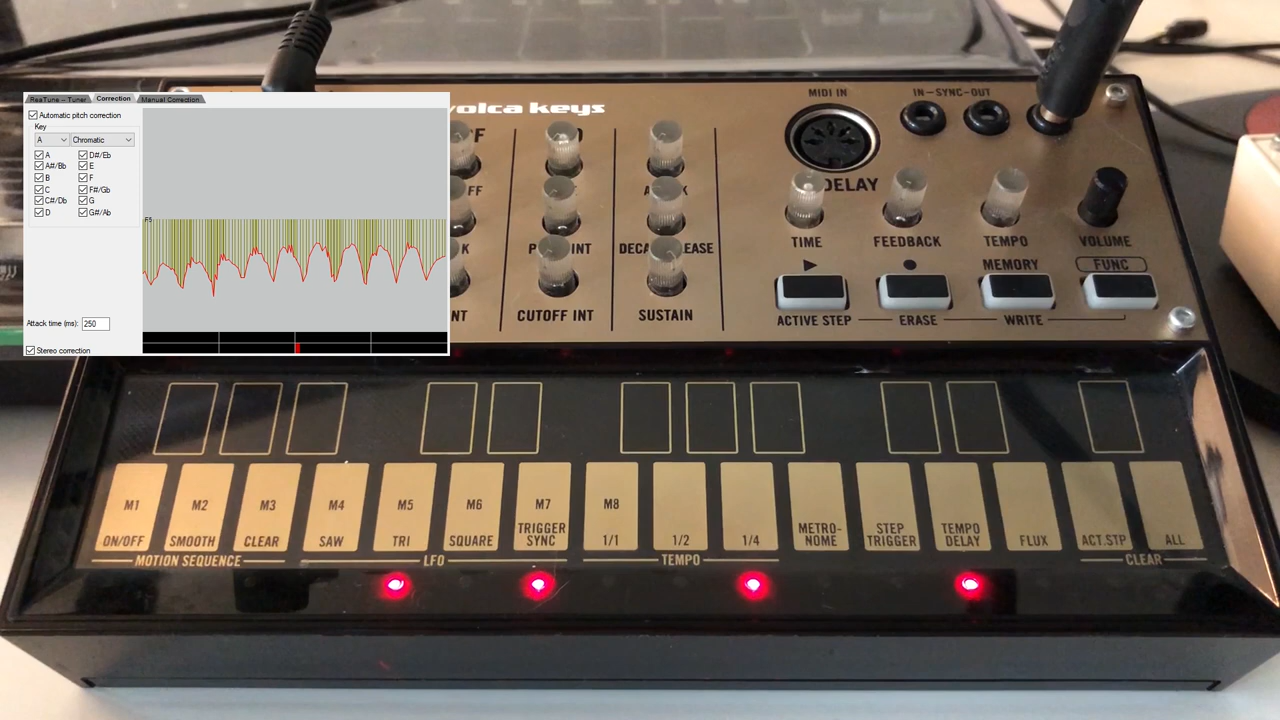 ReaTune -- Tuner Correction Manual Correction
Automatic pitch correction
Key
A Chromatic
A D#/Eb
A#/Bb E
B F
C F#/Gb
C#/Db G
D G#/Ab
F5
Attack time (ms): 250
Stereo correction
volca keys
MIDI IN
IN-SYNC-OUT
DELAY
TIME FEEDBACK TEMPO VOLUME
DECA EASE
MEMORY FUNC
CUTOFF INT SUSTAIN
ACTIVE STEP ERASE WRITE
M1 M2 M3 M4 M5 M6 M7 M8
ON/OFF SMOOTH CLEAR SAW TRI SQUARE TRIGGER SYNC 1/1 1/2 1/4 METRO-NOME STEP TRIGGER TEMPO DELAY FLUX ACT.STP ALL
MOTION SEQUENCE LFO TEMPO CLEAR